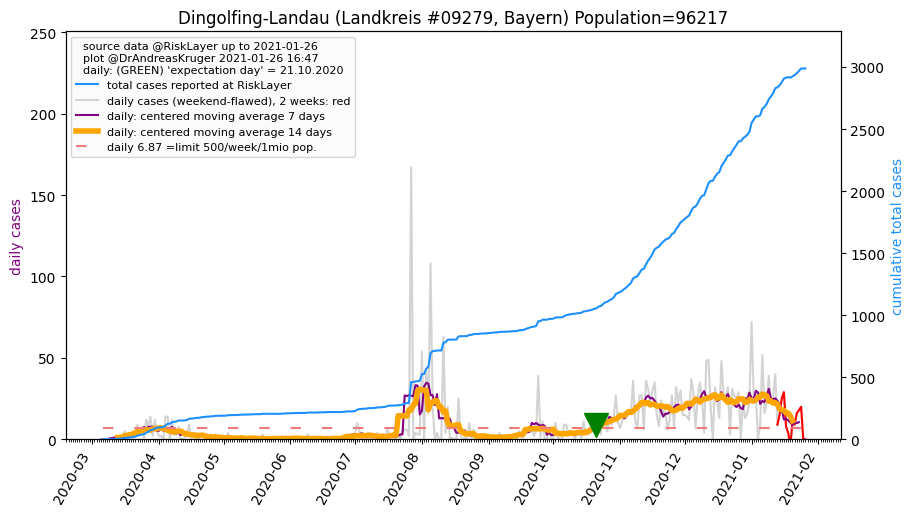 Dingolfing-Landau (Landkreis #09279, Bayern) Population=96217
source data @RiskLayer up to 2021-01-26
plot @DrAndreasKruger 2021-01-26 16:47
daily: (GREEN) 'expectation day' = 21.10.2020
total cases reported at RiskLayer
daily cases (weekend-flawed), 2 weeks: red
daily: centered moving average 7 days
daily: centered moving average 14 days
daily 6.87 =limit 500/week/1mio pop.
daily cases
250
200
150
100
50
0
cumulative total cases
3000
2500
2000
1500
1000
500
0
2020-03
2020-04
2020-05
2020-06
2020-07
2020-08
2020-09
2020-10
2020-11
2020-12
2021-01
2021-02